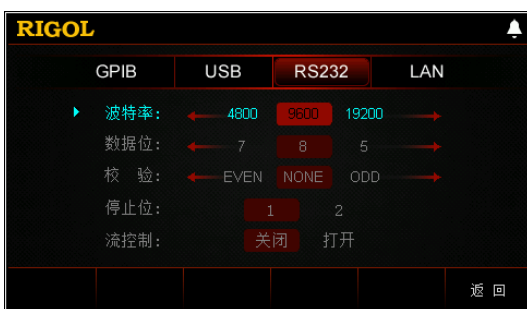 RIGOL
GPIB USB RS232 LAN
波特率: 4800 9600 19200
数据位: 7 8 5
校 验: EVEN NONE ODD
停止位: 1 2
流控制: 关闭 打开
返 回